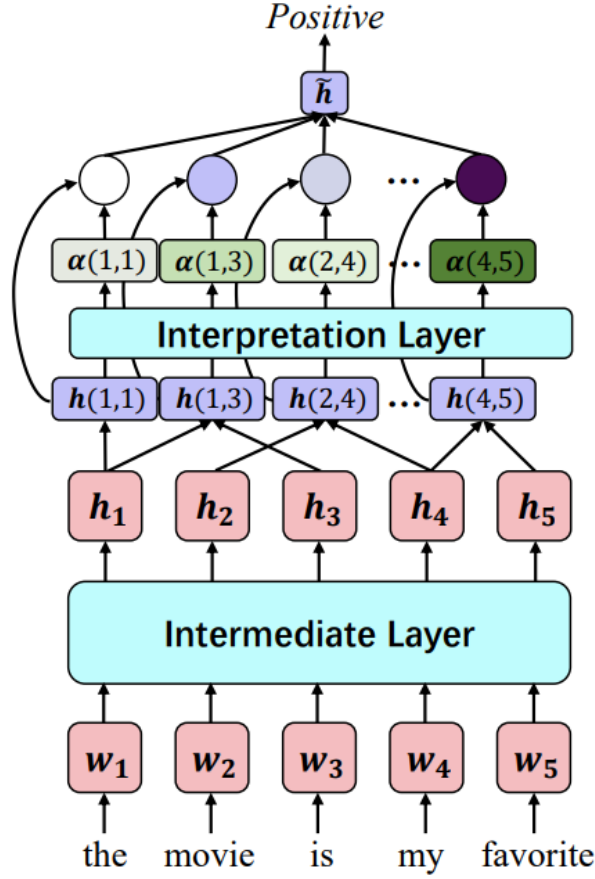 Positive
h̃
...
α(1,1) α(1,3) α(2,4) ... α(4,5)
Interpretation Layer
h(1,1) h(1,3) h(2,4) ... h(4,5)
h₁ h₂ h₃ h₄ h₅
Intermediate Layer
w₁ w₂ w₃ w₄ w₅
the movie is my favorite